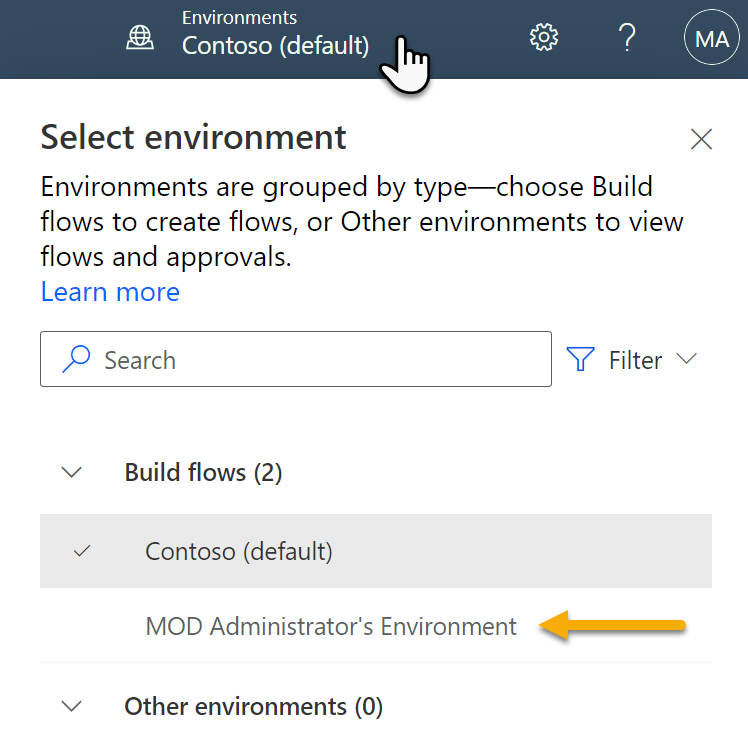 Environments
Contoso (default)
MA
Select environment
Environments are grouped by type—choose Build
flows to create flows, or Other environments to view
flows and approvals.
Learn more
Search
Filter
Build flows (2)
Contoso (default)
MOD Administrator's Environment
Other environments (0)